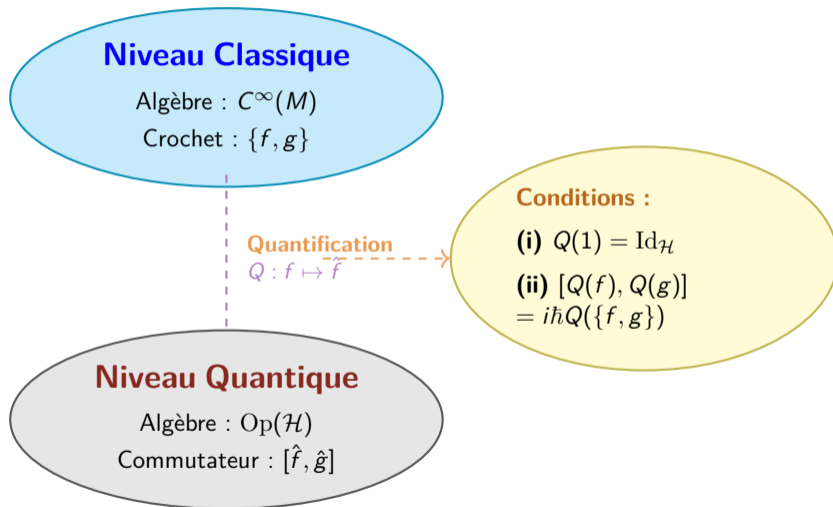 Niveau Classique
Algèbre : C^∞(M)
Crochet : {f, g}
Quantification
Q : f ↦ f̂
Conditions :
(i) Q(1) = Id_ℋ
(ii) [Q(f), Q(g)]
= iℏQ({f, g})
Niveau Quantique
Algèbre : Op(ℋ)
Commutateur : [f̂, ĝ]